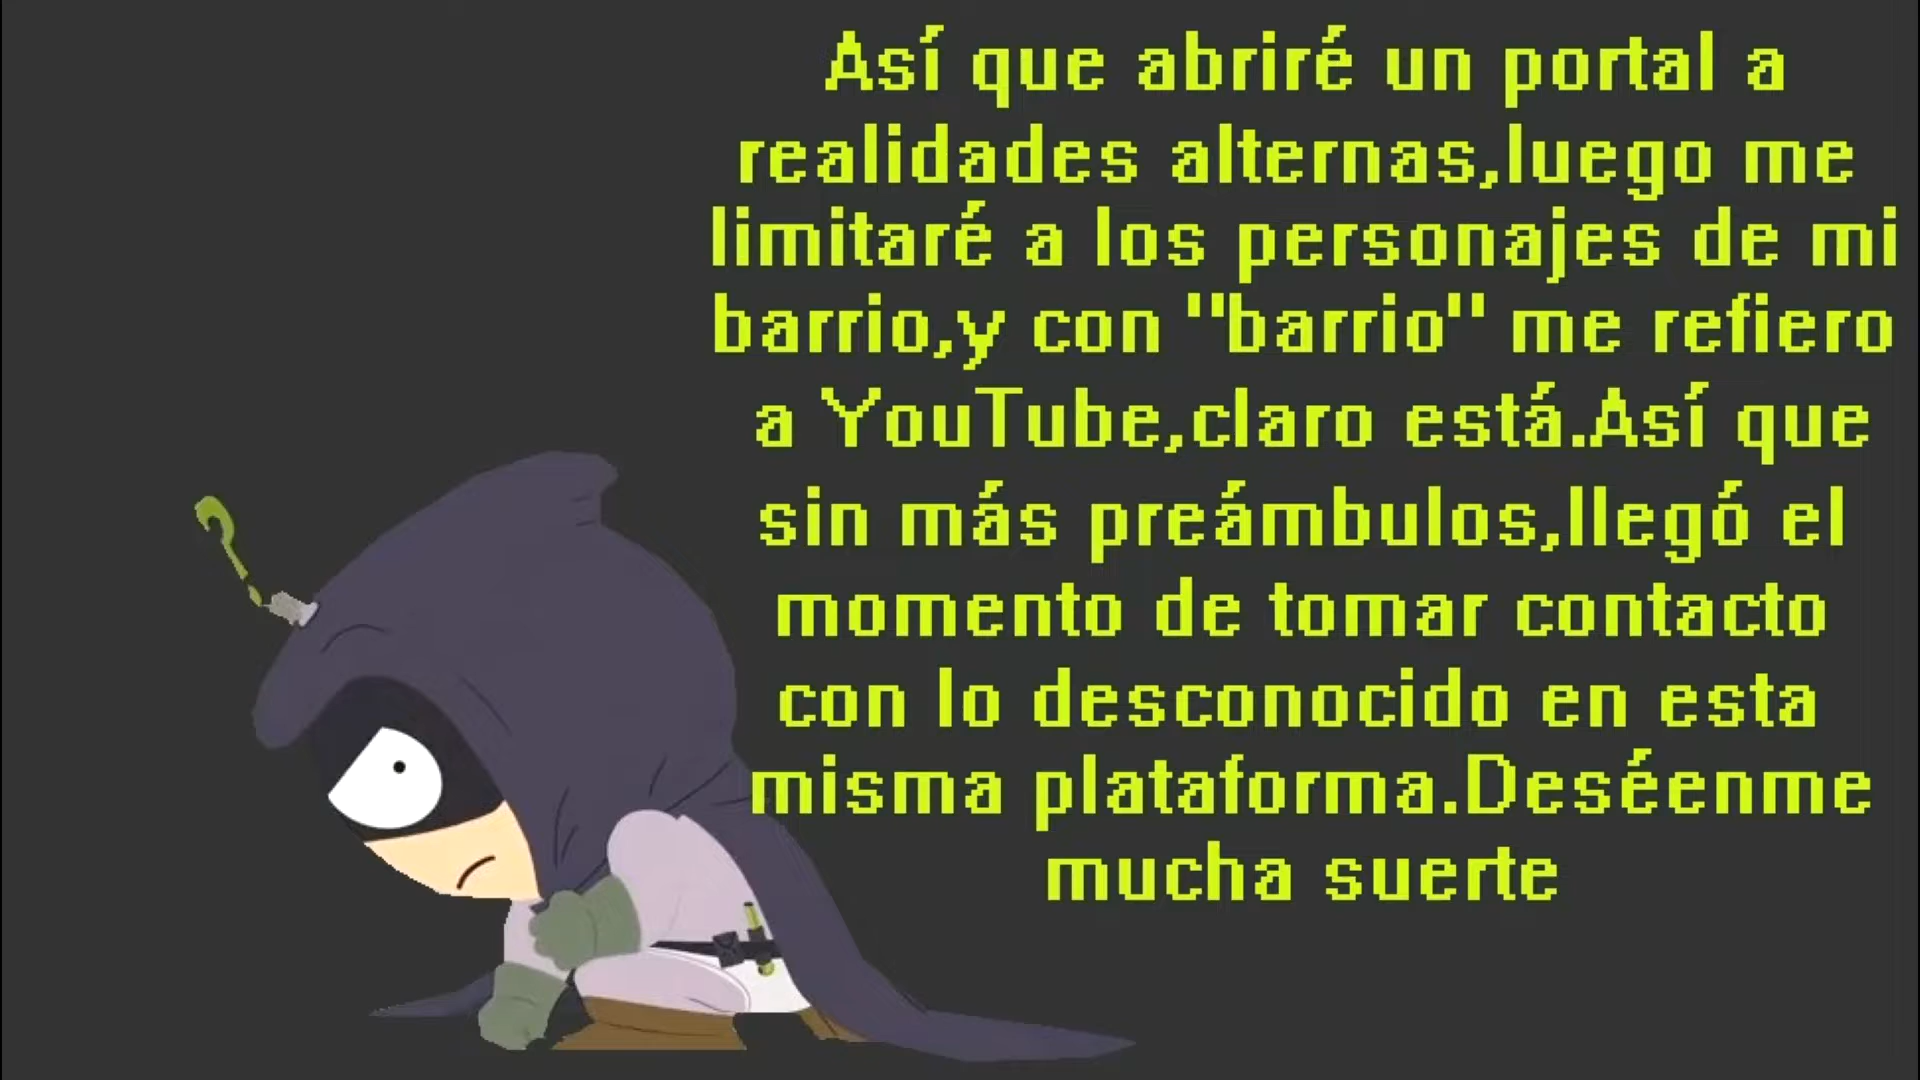 Así que abriré un portal a
realidades alternas,luego me
limitaré a los personajes de mi
barrio,y con "barrio" me refiero
a YouTube,claro está.Así que
sin más preámbulos,llegó el
momento de tomar contacto
con lo desconocido en esta
misma plataforma.Deséenme
mucha suerte